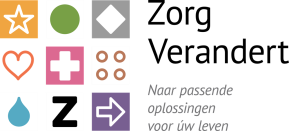 Zorg
Verandert
Naar passende
oplossingen
voor úw leven
Z